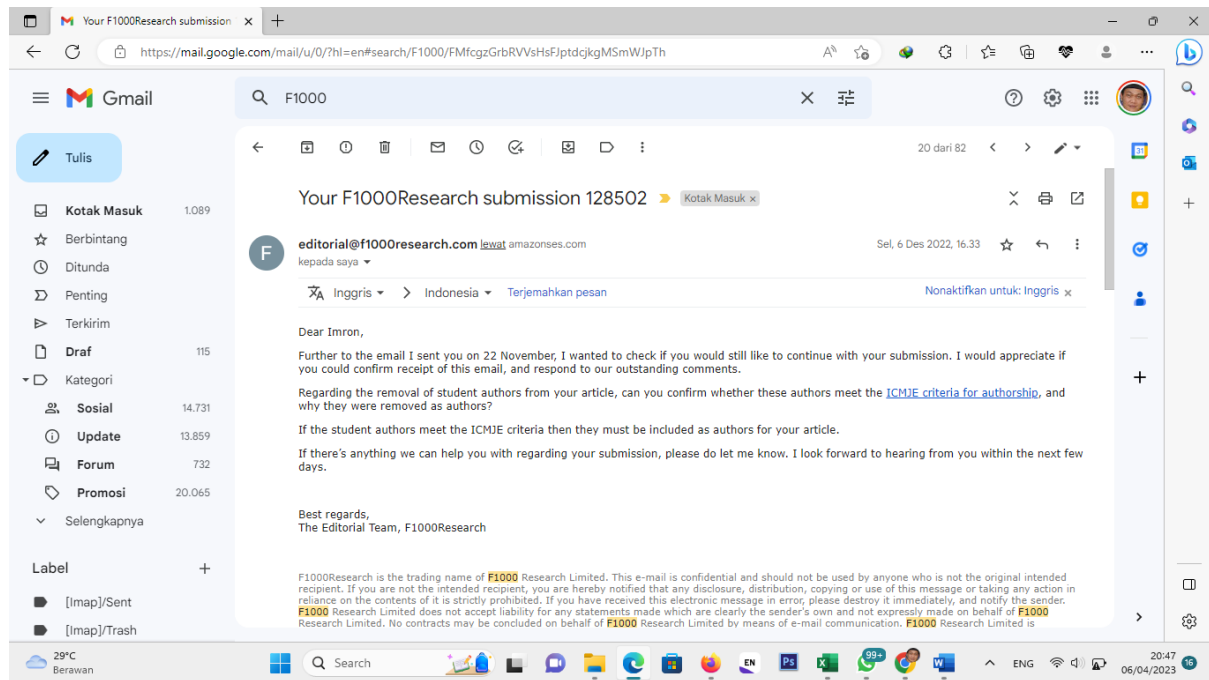 Your F1000Research submission
https://mail.google.com/mail/u/0/?hl=en#search/F1000/FMfcgzGrbRVVsHsFJptdcjkgMSmWJpTh
Gmail
F1000
Tulis
20 dari 82
Kotak Masuk 1.089
Berbintang
Ditunda
Penting
Terkirim
Draf 115
Kategori
Sosial 14.731
Update 13.859
Forum 732
Promosi 20.065
Selengkapnya
Label
[Imap]/Sent
[Imap]/Trash
Your F1000Research submission 128502 Kotak Masuk x
F
editorial@f1000research.com lewat amazonses.com
Sel, 6 Des 2022, 16.33
kepada saya
Inggris Indonesia Terjemahkan pesan
Nonaktifkan untuk: Inggris x
Dear Imron,
Further to the email I sent you on 22 November, I wanted to check if you would still like to continue with your submission. I would appreciate if
you could confirm receipt of this email, and respond to our outstanding comments.
Regarding the removal of student authors from your article, can you confirm whether these authors meet the ICMJE criteria for authorship, and
why they were removed as authors?
If the student authors meet the ICMJE criteria then they must be included as authors for your article.
If there's anything we can help you with regarding your submission, please do let me know. I look forward to hearing from you within the next few
days.
Best regards,
The Editorial Team, F1000Research
F1000Research is the trading name of F1000 Research Limited. This e-mail is confidential and should not be used by anyone who is not the original intended
recipient. If you are not the intended recipient, you are hereby notified that any disclosure, distribution, copying or use of this message or taking any action in
reliance on the contents of it is strictly prohibited. If you have received this electronic message in error, please destroy it immediately, and notify the sender.
F1000 Research Limited does not accept liability for any statements made which are clearly the sender's own and not expressly made on behalf of F1000
Research Limited. No contracts may be concluded on behalf of F1000 Research Limited by means of e-mail communication. F1000 Research Limited is
31
29°C
Berawan
Search
EN
Ps
99+
ENG
20:47
06/04/2023
16